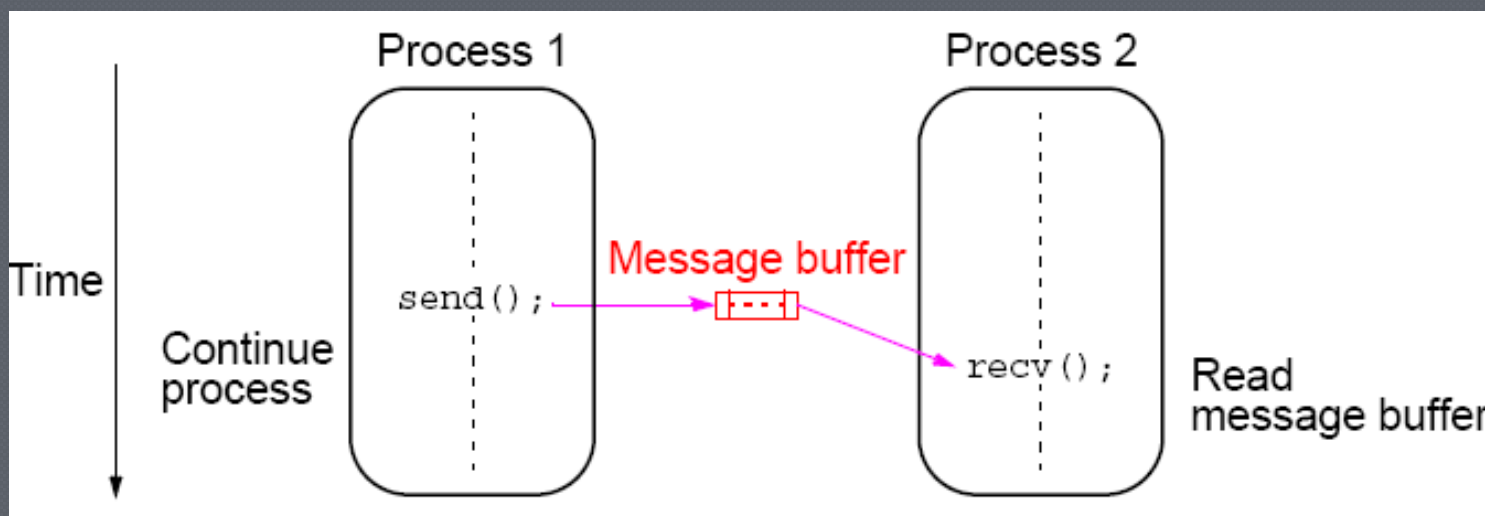 Process 1
Process 2
Message buffer
Time
send();
Continue
process
recv();
Read
message buffer